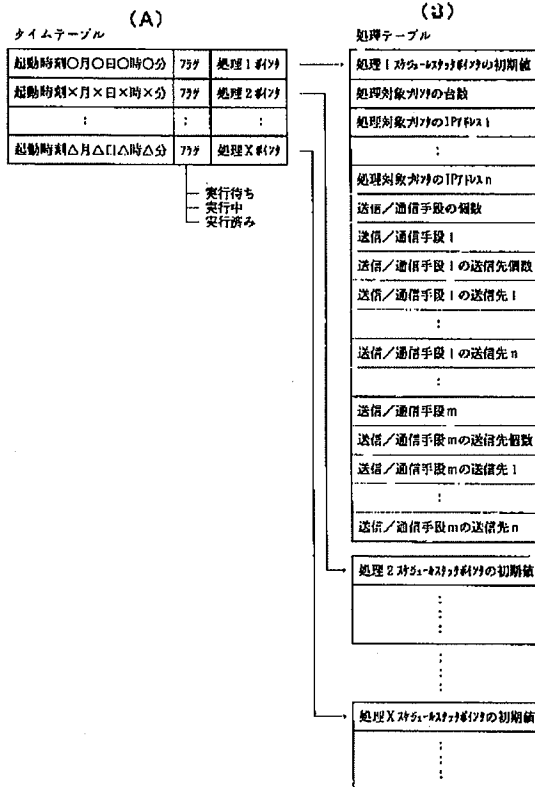 (A)
タイムテーブル
起動時刻〇月〇日〇時〇分 フラグ 処理1ポインタ
起動時刻×月×日×時×分 フラグ 処理2ポインタ
: : :
起動時刻△月△日△時△分 フラグ 処理Xポインタ
実行待ち
実行中
実行済み
(B)
処理テーブル
処理1スケジュールスタックポインタの初期値
処理対象プリンタの台数
処理対象プリンタのIPアドレス1
:
処理対象プリンタのIPアドレスn
送信/通信手段の個数
送信/通信手段1
送信/通信手段1の送信先個数
送信/通信手段1の送信先1
:
送信/通信手段1の送信先n
:
送信/通信手段m
送信/通信手段mの送信先個数
送信/通信手段mの送信先1
:
送信/通信手段mの送信先n
処理2スケジュールスタックポインタの初期値
:
:
処理Xスケジュールスタックポインタの初期値
: